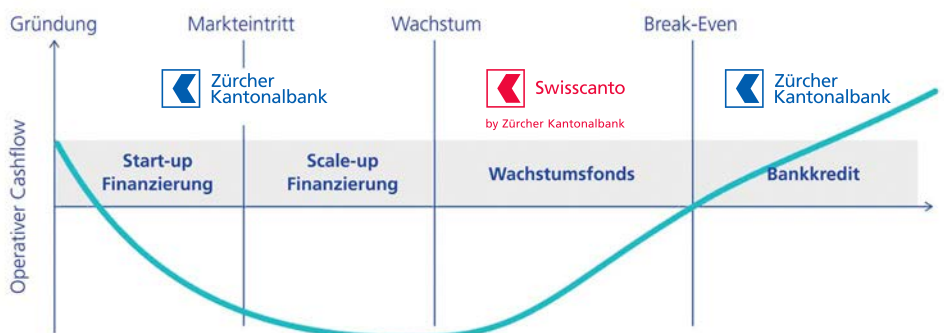 Gründung
Markteintritt
Wachstum
Break-Even
Zürcher
Kantonalbank
Swisscanto
by Zürcher Kantonalbank
Zürcher
Kantonalbank
Operativer Cashflow
Start-up
Finanzierung
Scale-up
Finanzierung
Wachstumsfonds
Bankkredit